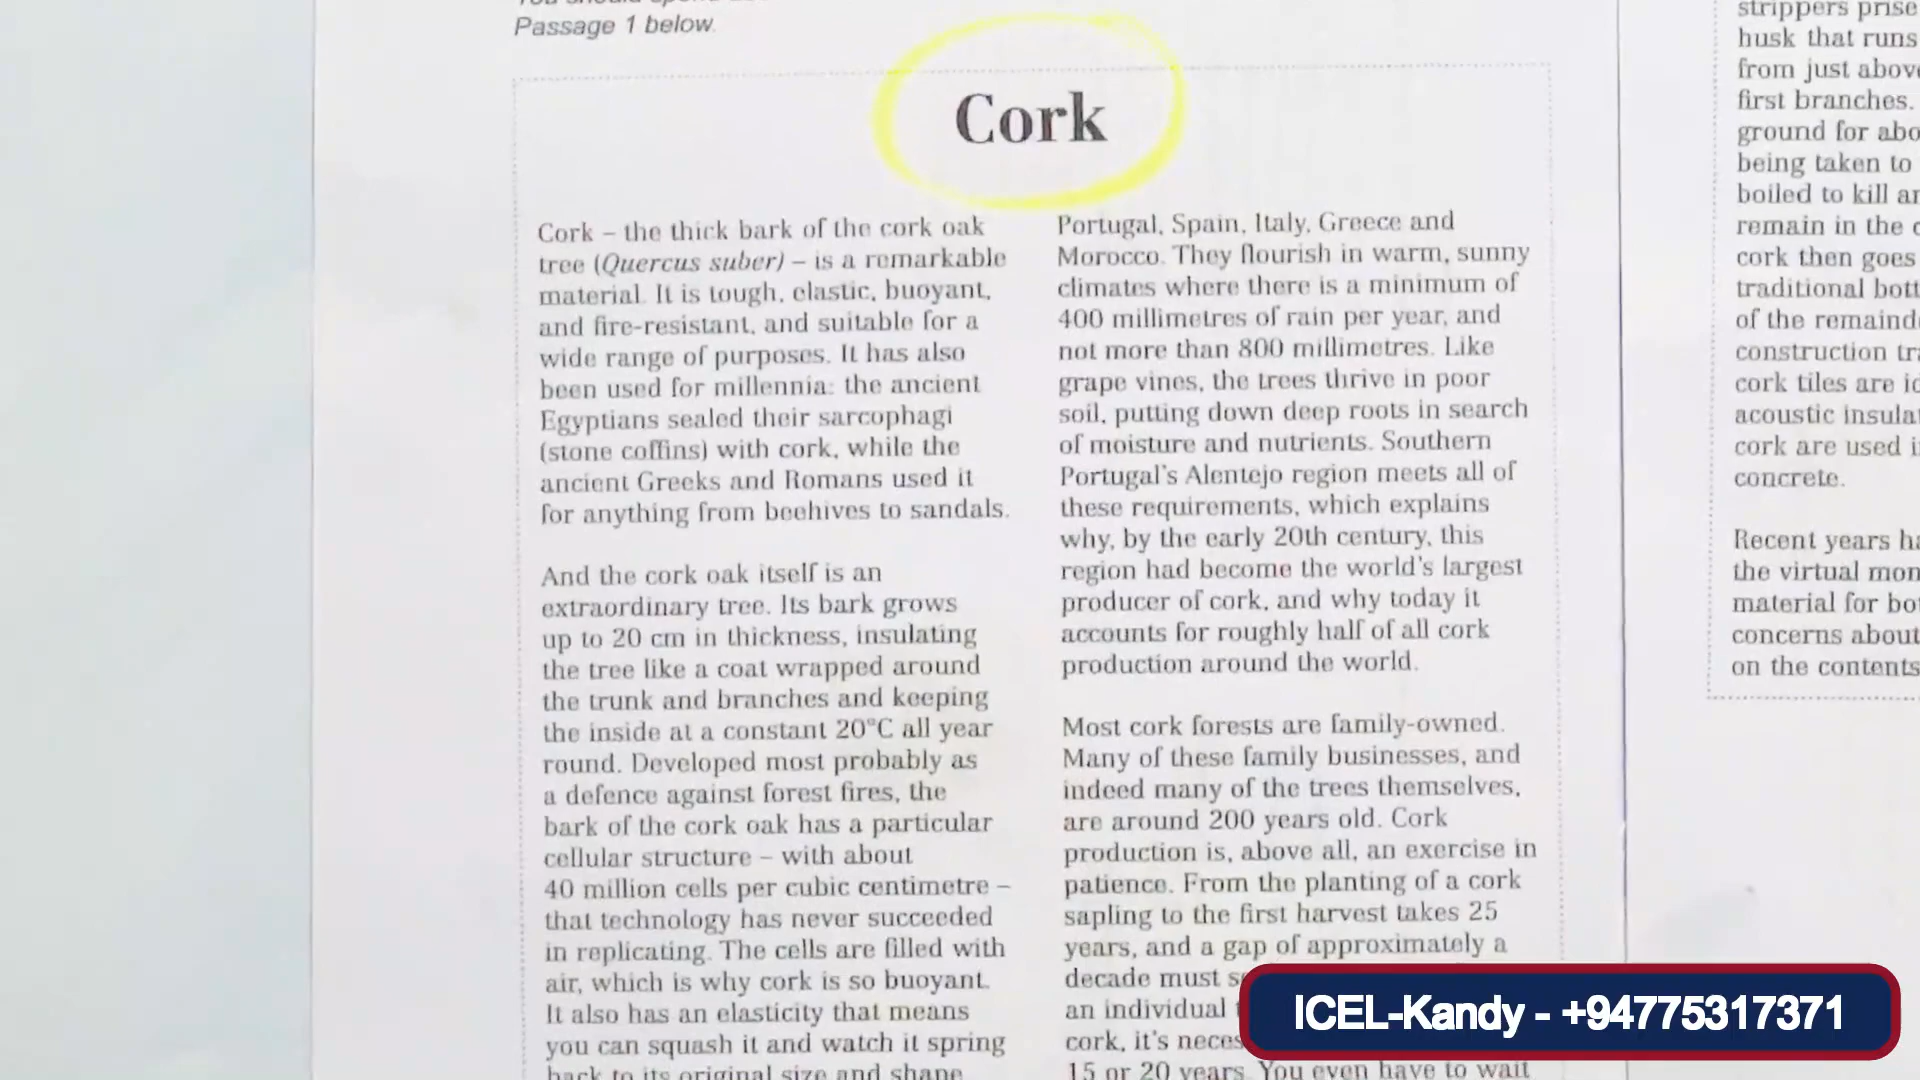 Passage 1 below.
Cork
Cork – the thick bark of the cork oak
tree (Quercus suber) – is a remarkable
material. It is tough, elastic, buoyant,
and fire-resistant, and suitable for a
wide range of purposes. It has also
been used for millennia: the ancient
Egyptians sealed their sarcophagi
(stone coffins) with cork, while the
ancient Greeks and Romans used it
for anything from beehives to sandals.
And the cork oak itself is an
extraordinary tree. Its bark grows
up to 20 cm in thickness, insulating
the tree like a coat wrapped around
the trunk and branches and keeping
the inside at a constant 20°C all year
round. Developed most probably as
a defence against forest fires, the
bark of the cork oak has a particular
cellular structure – with about
40 million cells per cubic centimetre –
that technology has never succeeded
in replicating. The cells are filled with
air, which is why cork is so buoyant.
It also has an elasticity that means
you can squash it and watch it spring
back to its original size and shape
Portugal, Spain, Italy, Greece and
Morocco. They flourish in warm, sunny
climates where there is a minimum of
400 millimetres of rain per year, and
not more than 800 millimetres. Like
grape vines, the trees thrive in poor
soil, putting down deep roots in search
of moisture and nutrients. Southern
Portugal's Alentejo region meets all of
these requirements, which explains
why, by the early 20th century, this
region had become the world's largest
producer of cork, and why today it
accounts for roughly half of all cork
production around the world.
Most cork forests are family-owned.
Many of these family businesses, and
indeed many of the trees themselves,
are around 200 years old. Cork
production is, above all, an exercise in
patience. From the planting of a cork
sapling to the first harvest takes 25
years, and a gap of approximately a
decade must
an individual
cork, it's
15 or 20 years. You even have to wait
strippers prise
husk that runs
from just above
first branches.
ground for
being taken to
boiled to kill
remain in the
cork then goes
traditional
of the
construction
cork tiles are
acoustic
cork are used
concrete.
Recent years
the virtual
material for
concerns about
on the contents
ICEL-Kandy - +94775317371